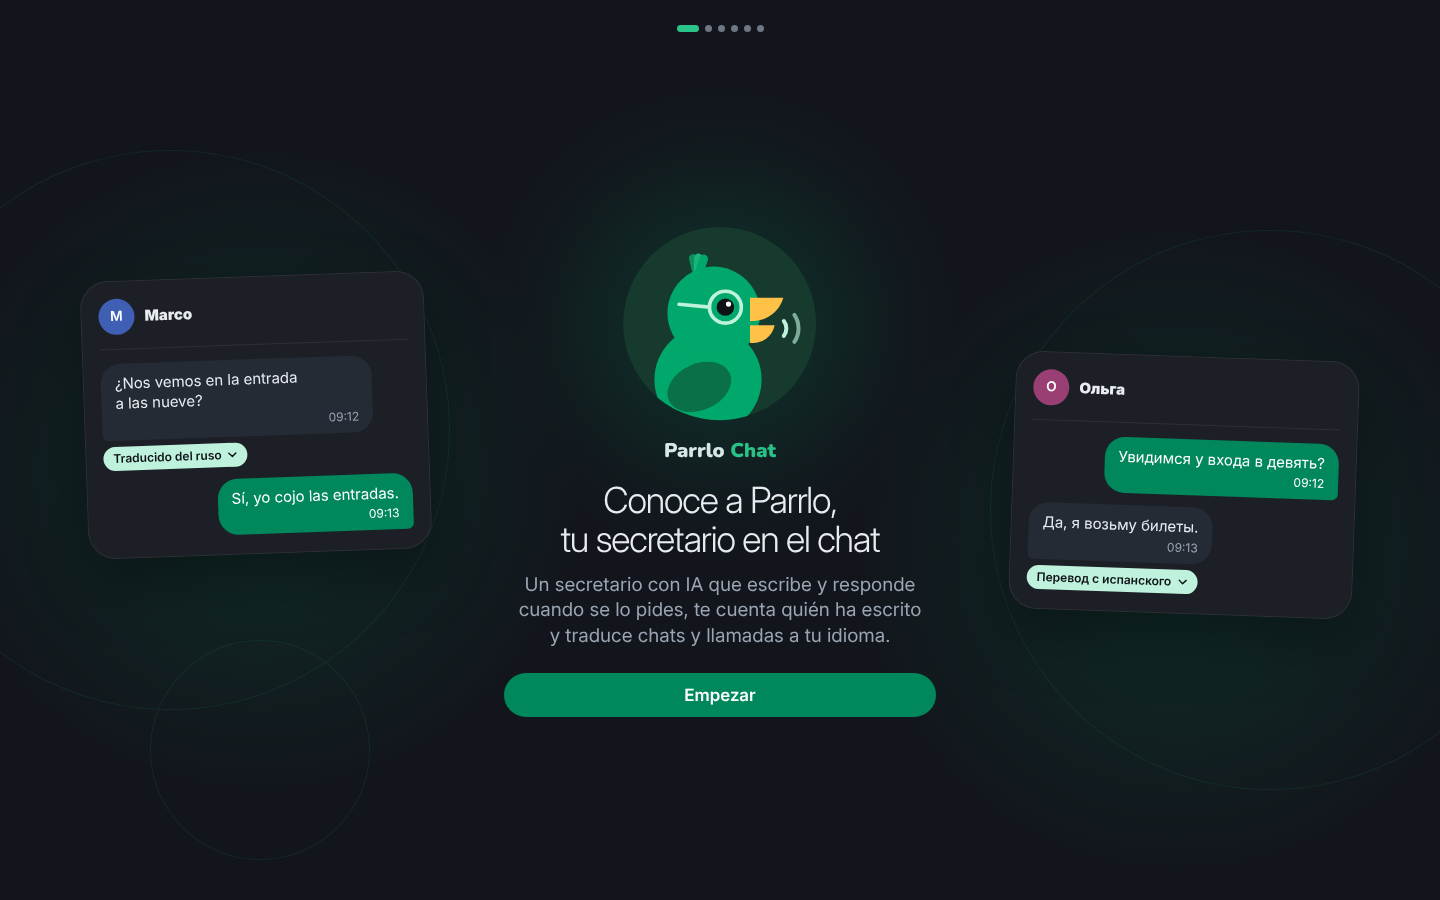 M
Marco
¿Nos vemos en la entrada
a las nueve?
09:12
Traducido del ruso
Sí, yo cojo las entradas.
09:13
Parrlo Chat
Conoce a Parrlo,
tu secretario en el chat
Un secretario con IA que escribe y responde
cuando se lo pides, te cuenta quién ha escrito
y traduce chats y llamadas a tu idioma.
Empezar
О
Ольга
Увидимся у входа в девять?
09:12
Да, я возьму билеты.
09:13
Перевод с испанского